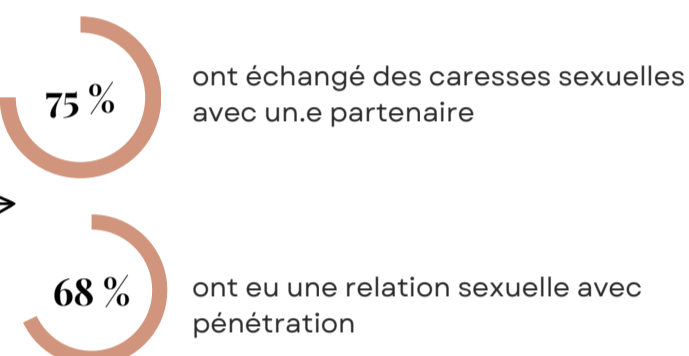 75 %
ont échangé des caresses sexuelles
avec un.e partenaire
68 %
ont eu une relation sexuelle avec
pénétration